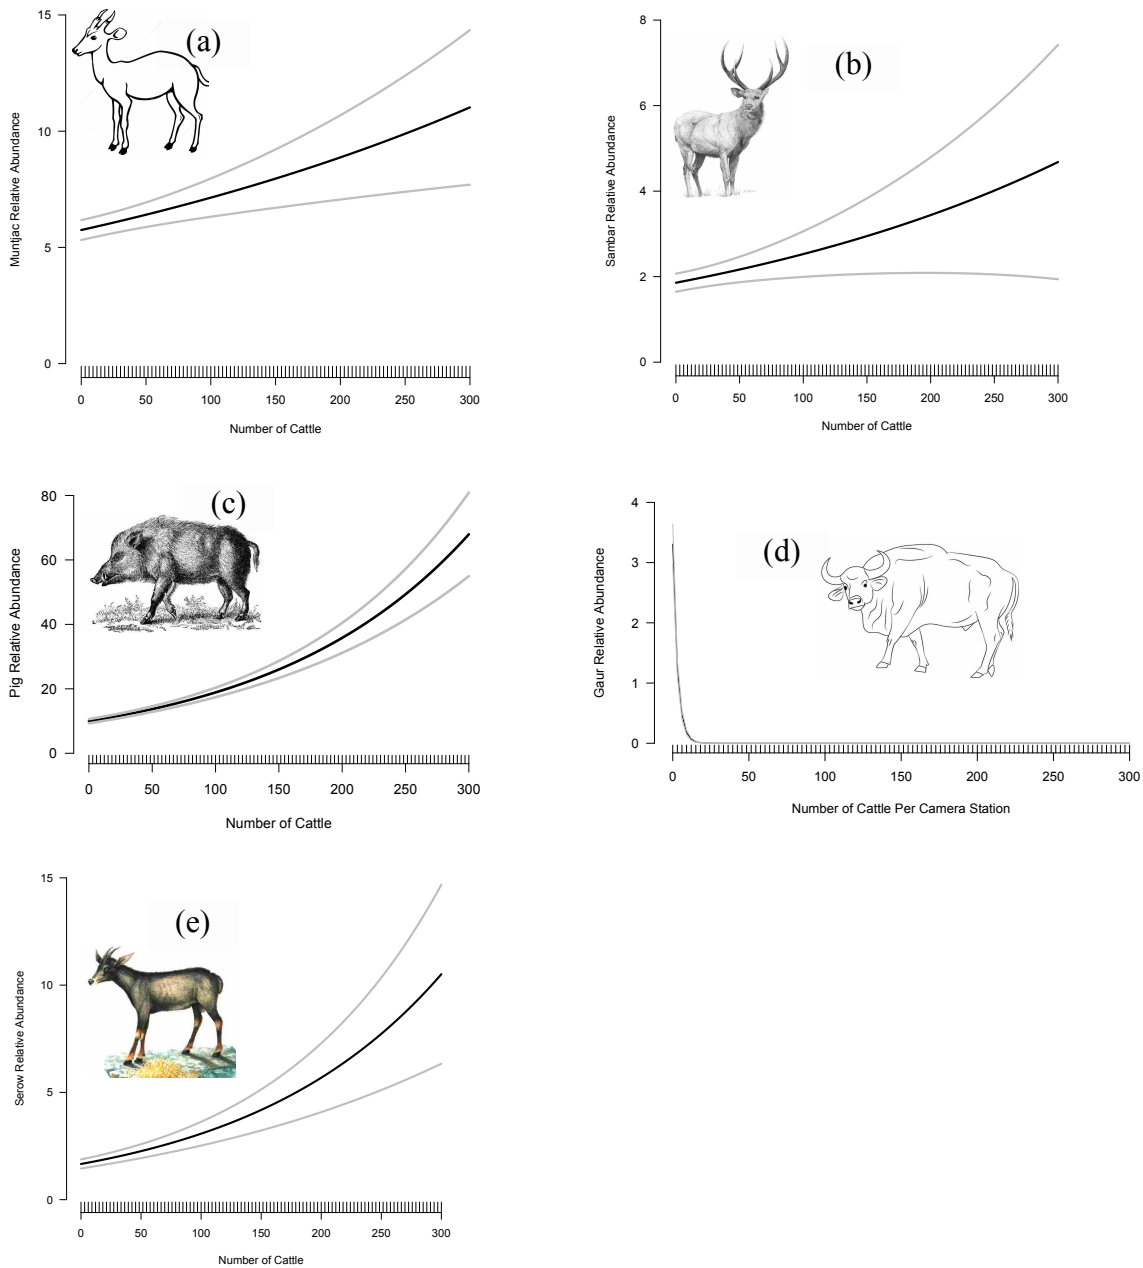 (a)
Muntjac Relative Abundance
15
10
5
0
0 50 100 150 200 250 300
Number of Cattle
(b)
Sambar Relative Abundance
8
6
4
2
0
0 50 100 150 200 250 300
Number of Cattle
(c)
Pig Relative Abundance
80
60
40
20
0
0 50 100 150 200 250 300
Number of Cattle
(d)
Gaur Relative Abundance
4
3
2
1
0
0 50 100 150 200 250 300
Number of Cattle Per Camera Station
(e)
Serow Relative Abundance
15
10
5
0
0 50 100 150 200 250 300
Number of Cattle